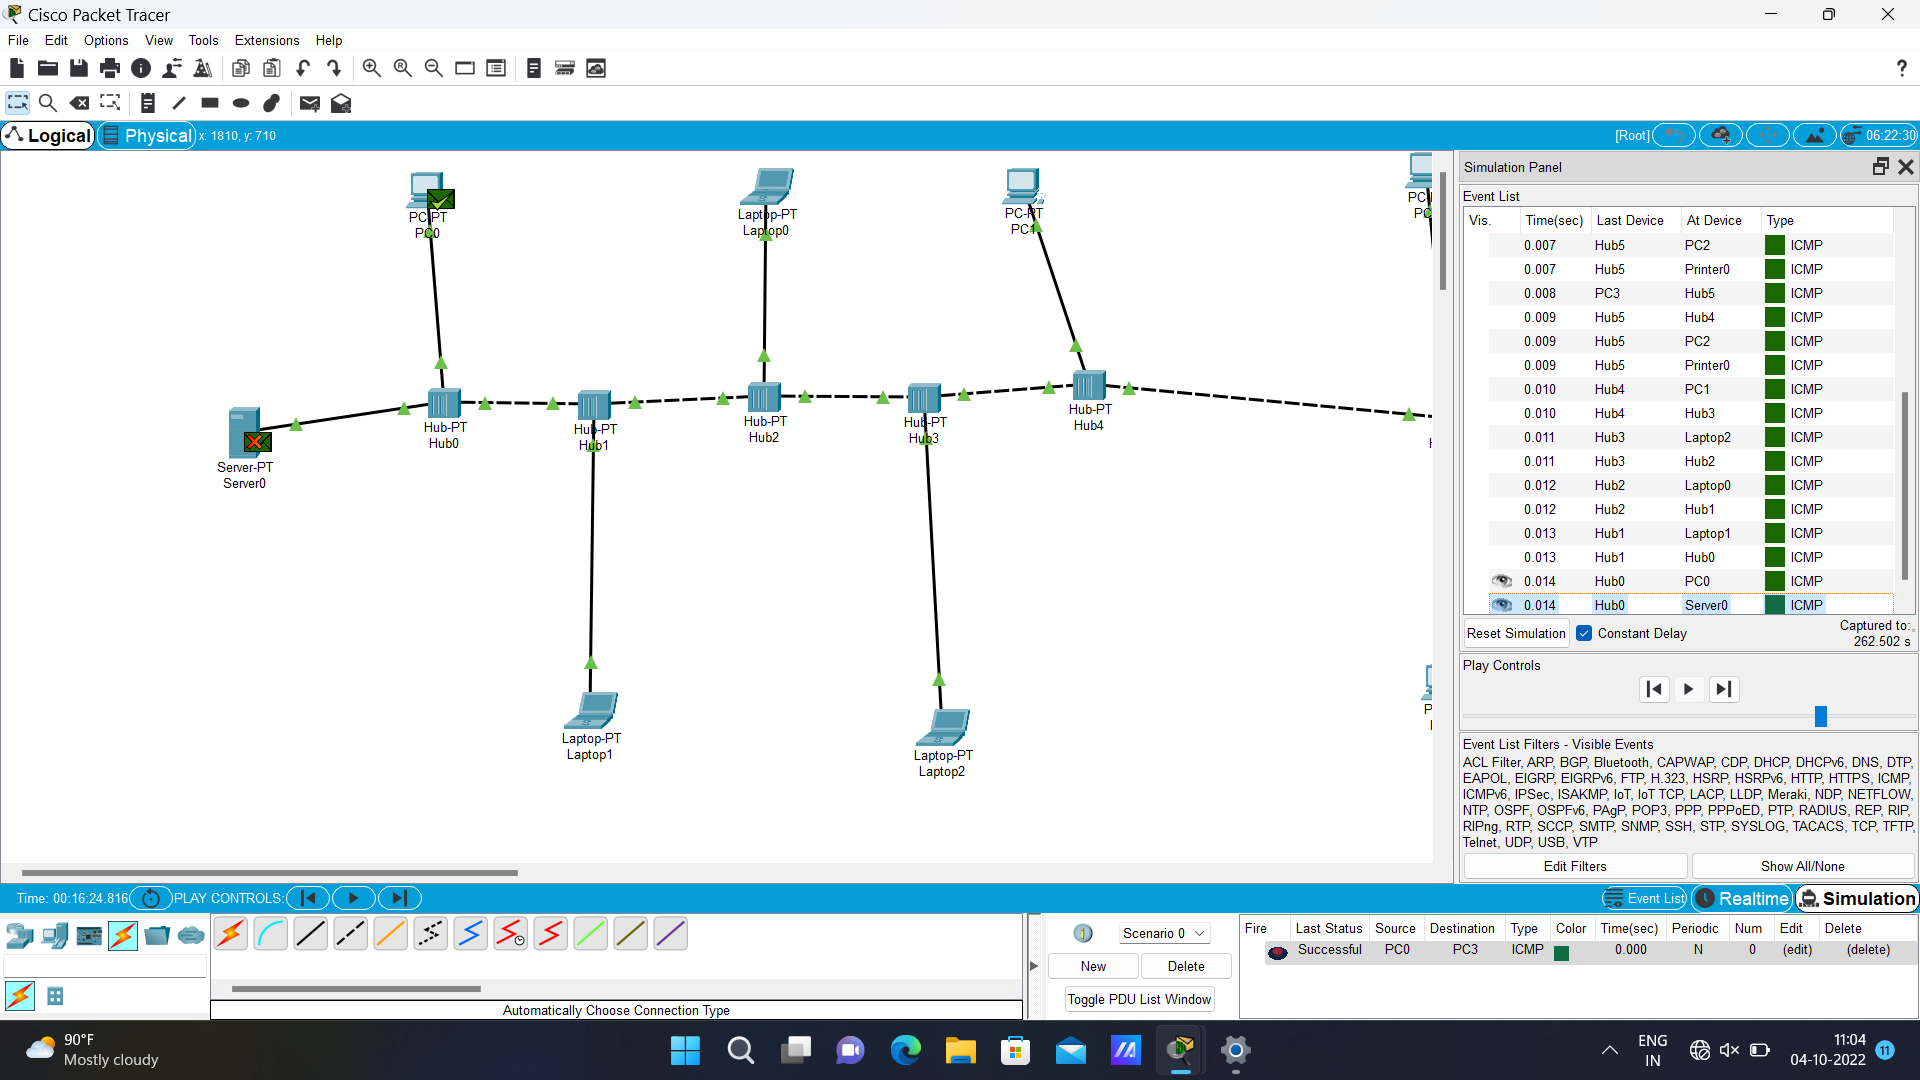 Cisco Packet Tracer
File Edit Options View Tools Extensions Help
Logical Physical x: 1810, y: 710 [Root] 06:22:30
PC-PT
PC0
Laptop-PT
Laptop0
PC-PT
PC1
PC
Server-PT
Server0
Hub-PT
Hub0
Hub-PT
Hub1
Hub-PT
Hub2
Hub-PT
Hub3
Hub-PT
Hub4
Laptop-PT
Laptop1
Laptop-PT
Laptop2
Simulation Panel
Event List
Vis. Time(sec) Last Device At Device Type
0.007 Hub5 PC2 ICMP
0.007 Hub5 Printer0 ICMP
0.008 PC3 Hub5 ICMP
0.009 Hub5 Hub4 ICMP
0.009 Hub5 PC2 ICMP
0.009 Hub5 Printer0 ICMP
0.010 Hub4 PC1 ICMP
0.010 Hub4 Hub3 ICMP
0.011 Hub3 Laptop2 ICMP
0.011 Hub3 Hub2 ICMP
0.012 Hub2 Laptop0 ICMP
0.012 Hub2 Hub1 ICMP
0.013 Hub1 Laptop1 ICMP
0.013 Hub1 Hub0 ICMP
0.014 Hub0 PC0 ICMP
0.014 Hub0 Server0 ICMP
Reset Simulation Constant Delay Captured to:
262.502 s
Play Controls
Event List Filters - Visible Events
ACL Filter, ARP, BGP, Bluetooth, CAPWAP, CDP, DHCP, DHCPv6, DNS, DTP,
EAPOL, EIGRP, EIGRPv6, FTP, H.323, HSRP, HSRPv6, HTTP, HTTPS, ICMP,
ICMPv6, IPSec, ISAKMP, IoT, IoT TCP, LACP, LLDP, Meraki, NDP, NETFLOW,
NTP, OSPF, OSPFv6, PAgP, POP3, PPP, PPPoED, PTP, RADIUS, REP, RIP,
RIPng, RTP, SCCP, SMTP, SNMP, SSH, STP, SYSLOG, TACACS, TCP, TFTP,
Telnet, UDP, USB, VTP
Edit Filters Show All/None
Time: 00:16:24.816 PLAY CONTROLS: Event List Realtime Simulation
Automatically Choose Connection Type
Scenario 0
New Delete
Toggle PDU List Window
Fire Last Status Source Destination Type Color Time(sec) Periodic Num Edit Delete
Successful PC0 PC3 ICMP 0.000 N 0 (edit) (delete)
90°F
Mostly cloudy
ENG
IN
11:04
04-10-2022
11